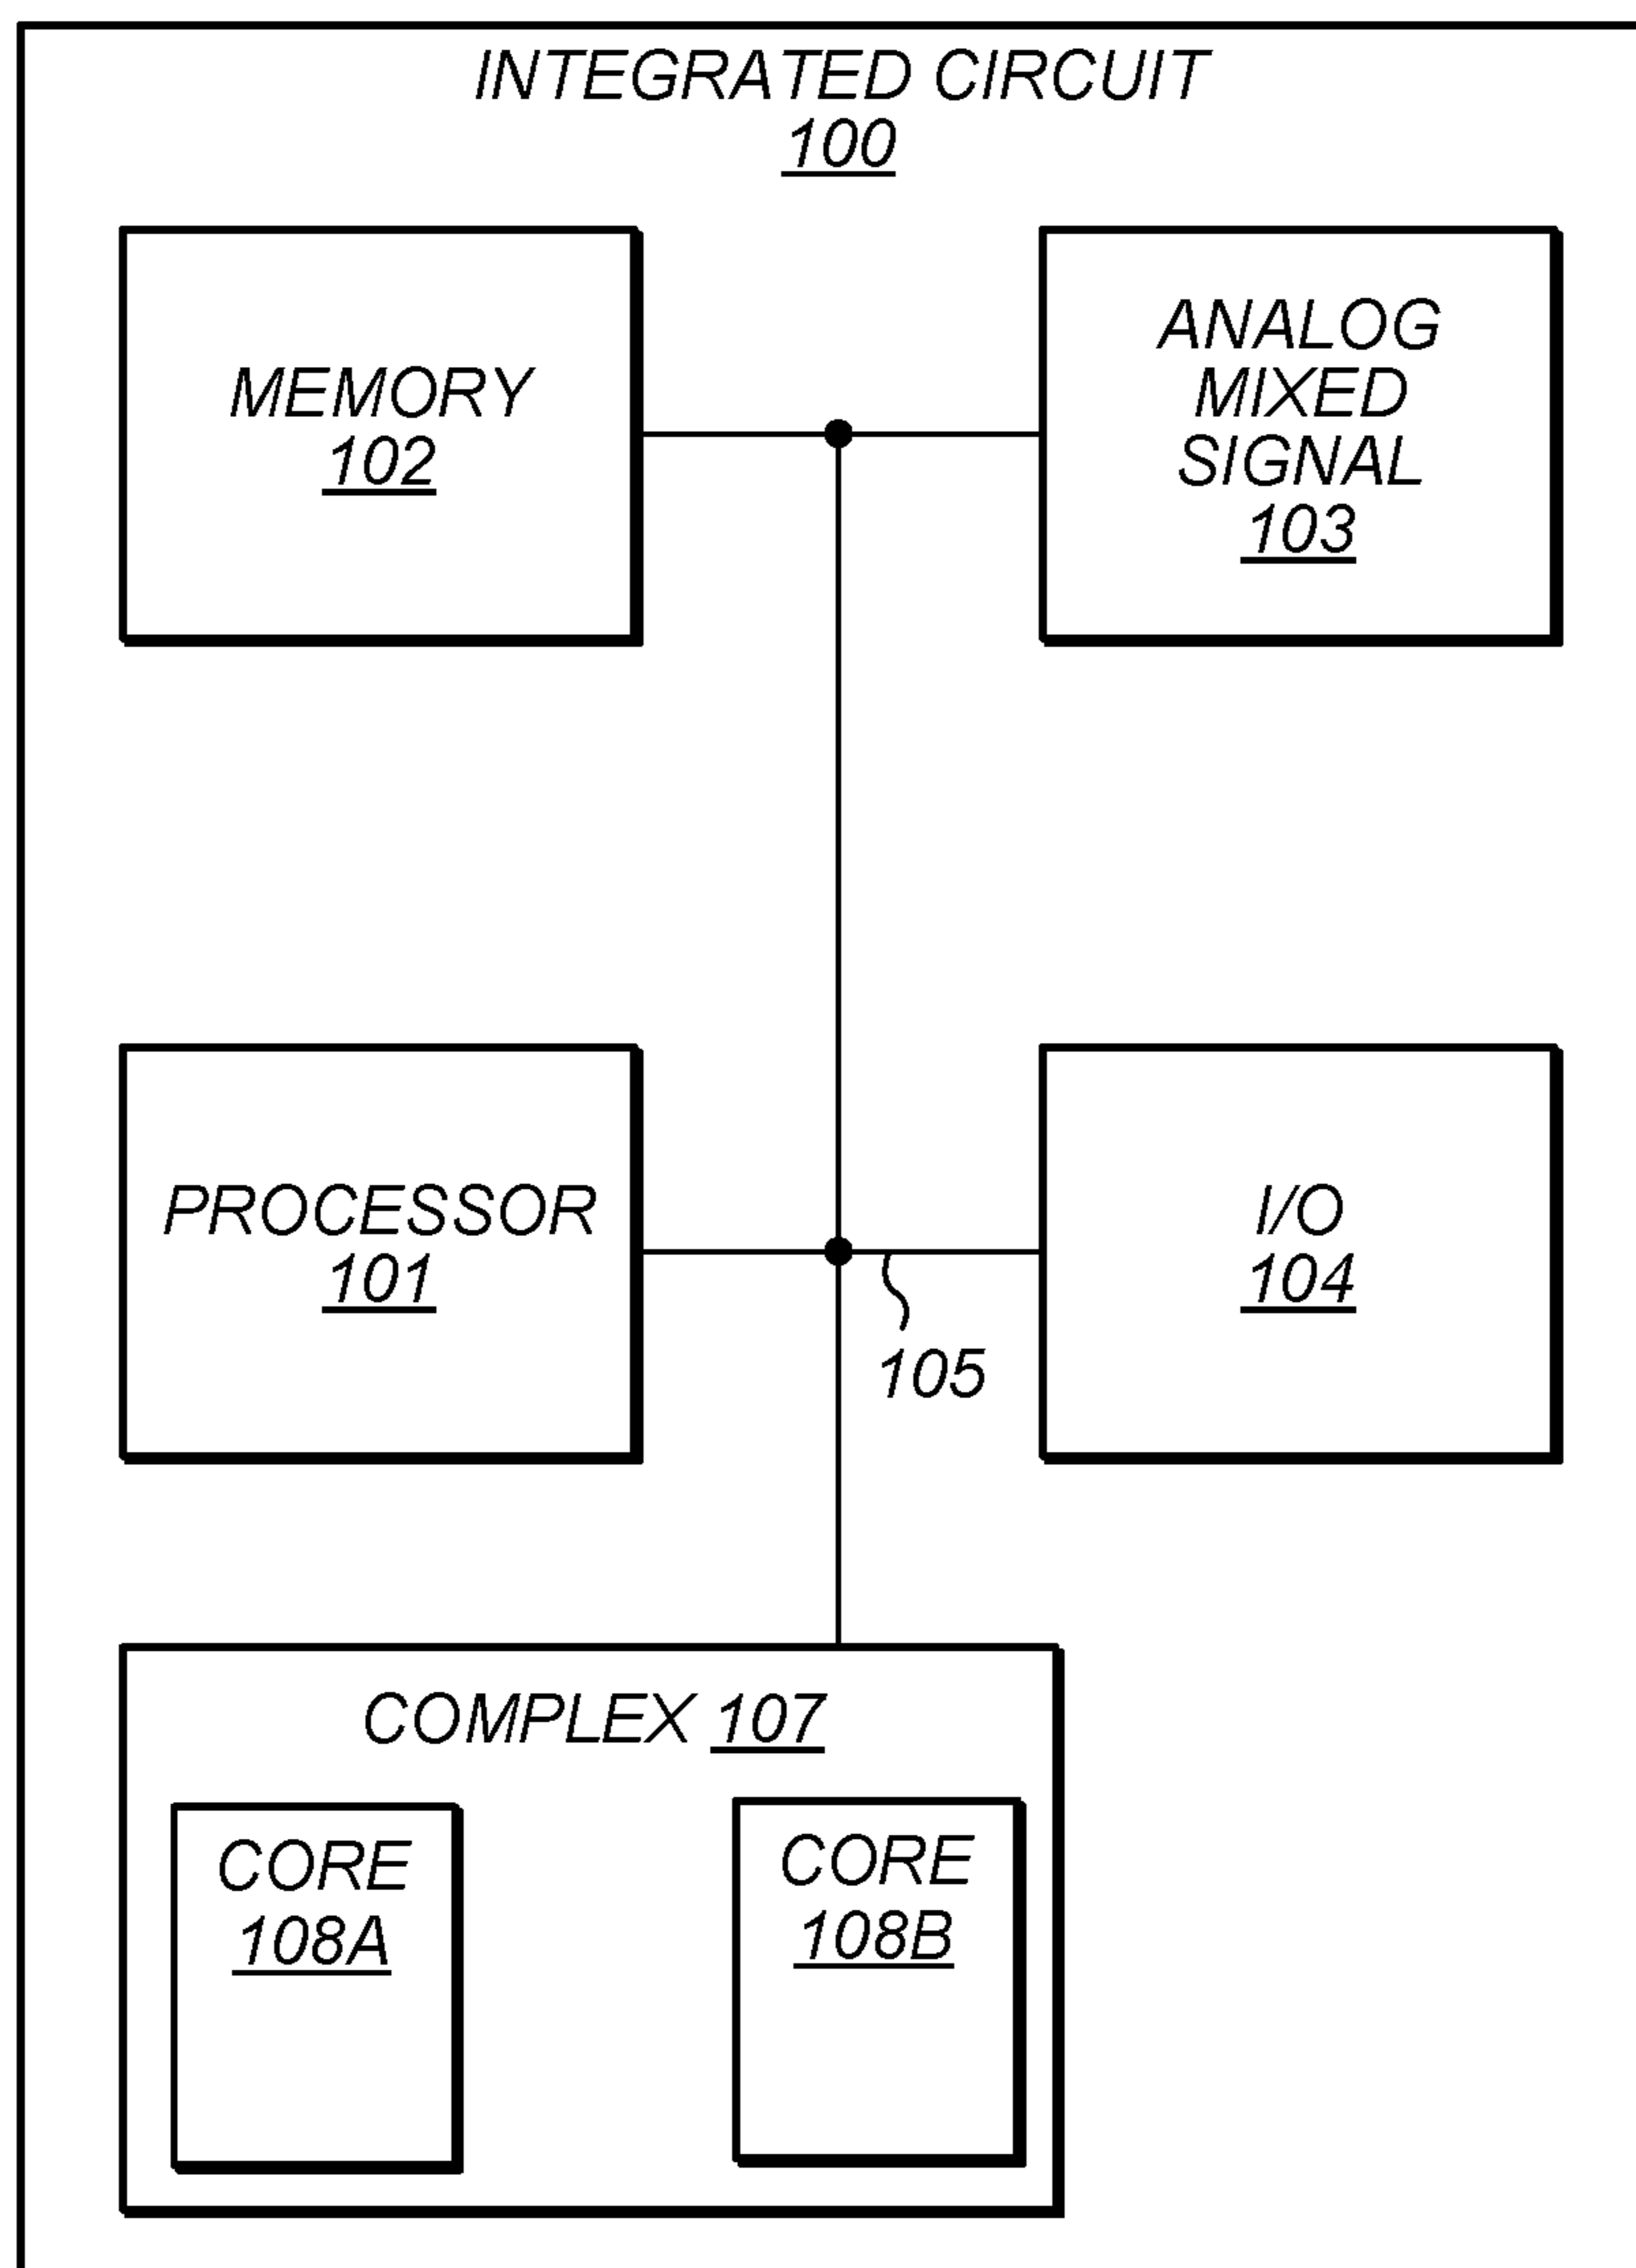 INTEGRATED CIRCUIT
100
MEMORY
102
ANALOG
MIXED
SIGNAL
103
PROCESSOR
101
I/O
104
105
COMPLEX 107
CORE
108A
CORE
108B